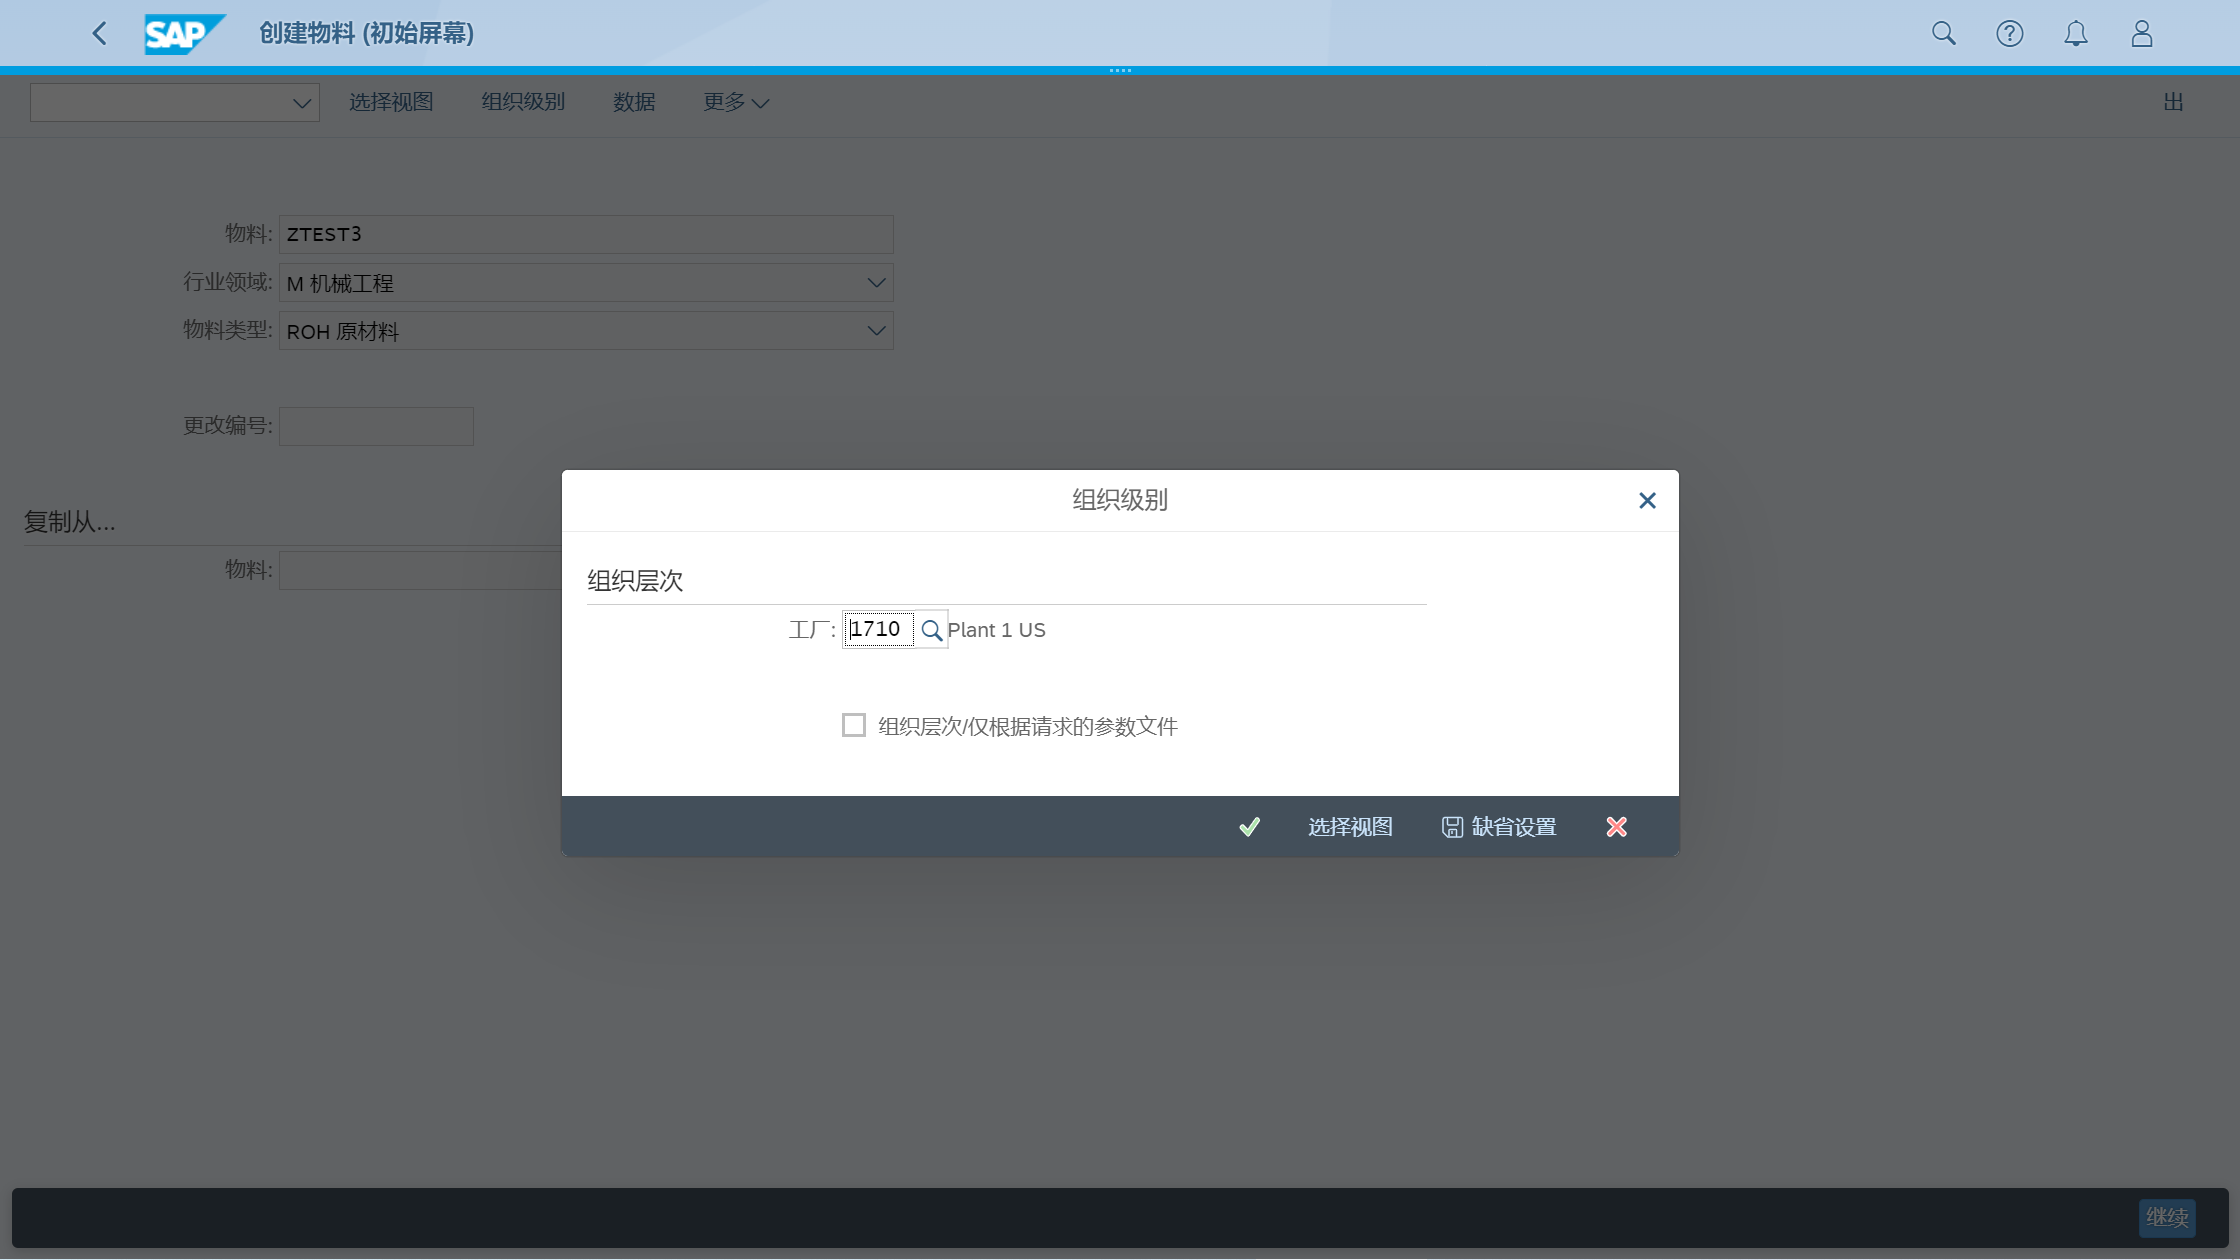 SAP 创建物料 (初始屏幕)
选择视图 组织级别 数据 更多 出
物料: ZTEST3
行业领域: M 机械工程
物料类型: ROH 原材料
更改编号:
复制从...
物料:
组织级别
组织层次
工厂: 1710 Plant 1 US
组织层次/仅根据请求的参数文件
选择视图 缺省设置
继续